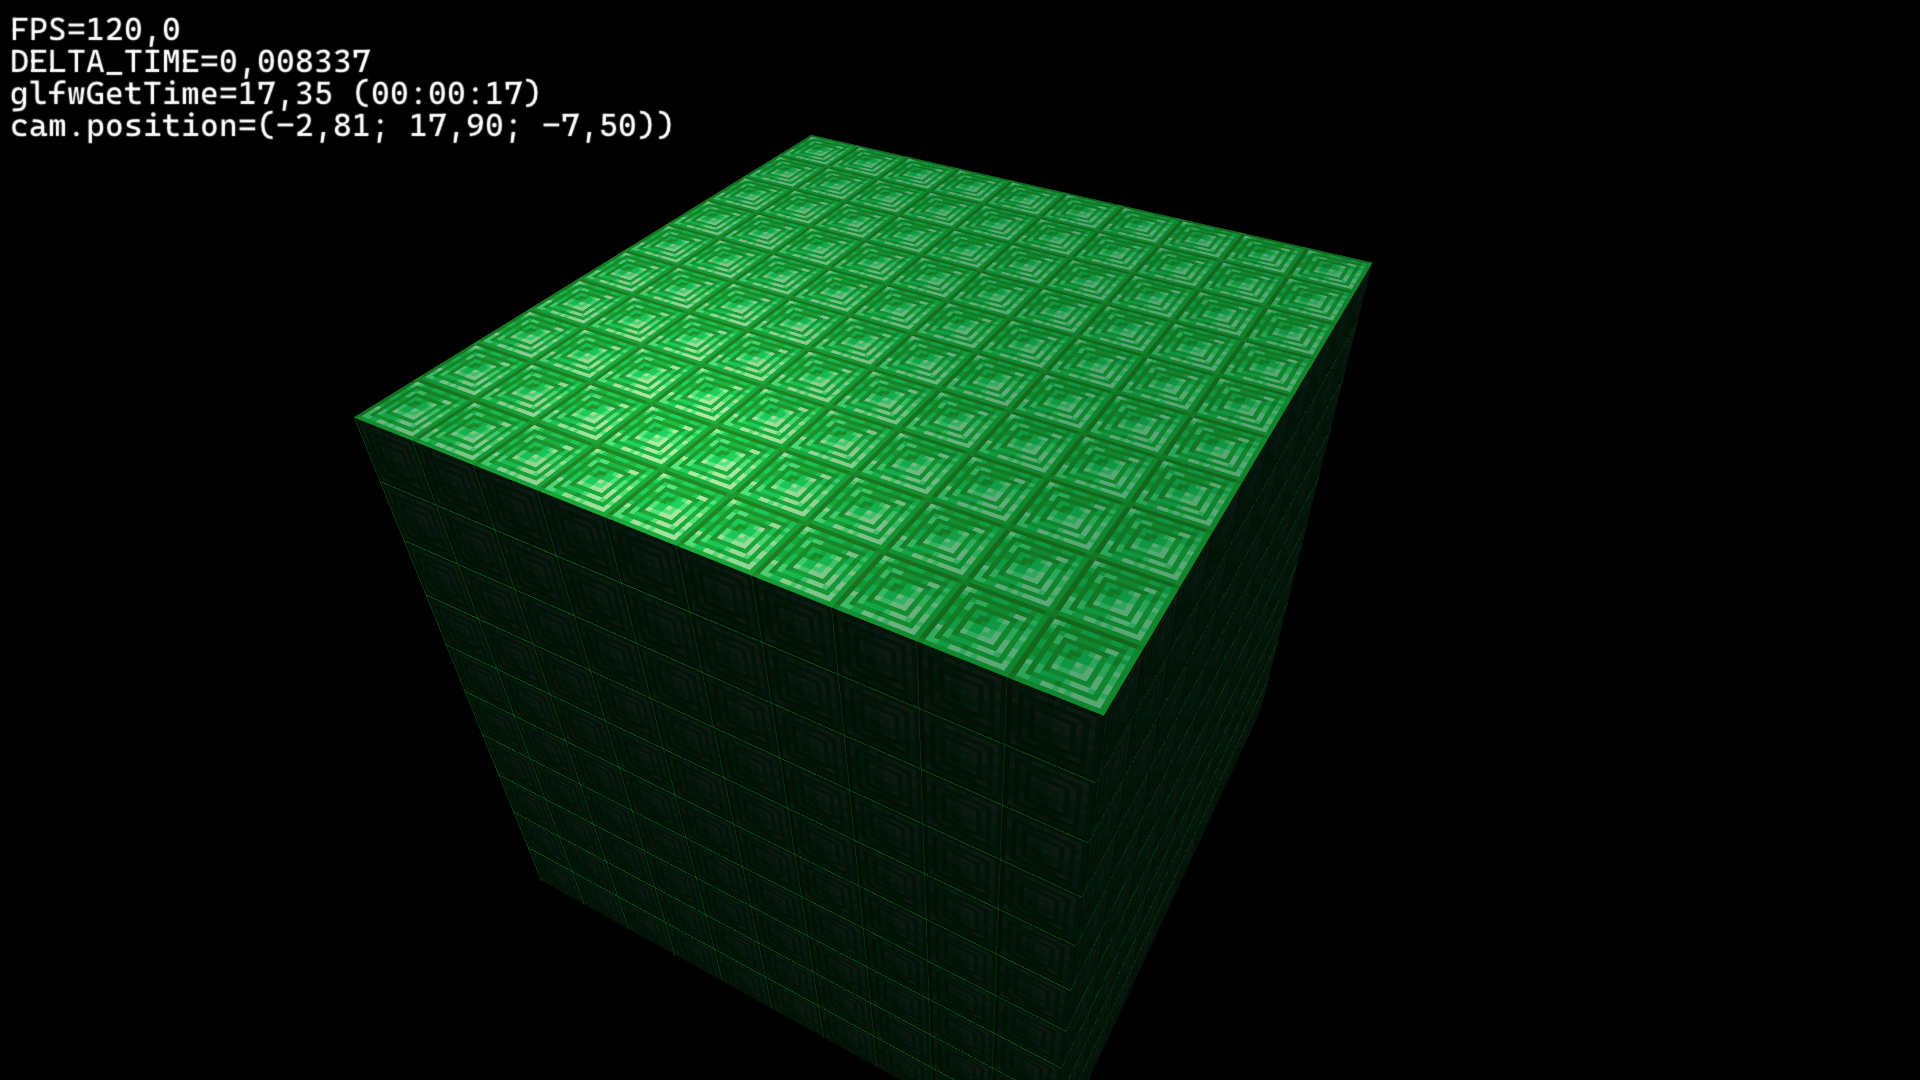 FPS=120,0
DELTA_TIME=0,008337
glfwGetTime=17,35 (00:00:17)
cam.position=(−2,81; 17,90; −7,50))